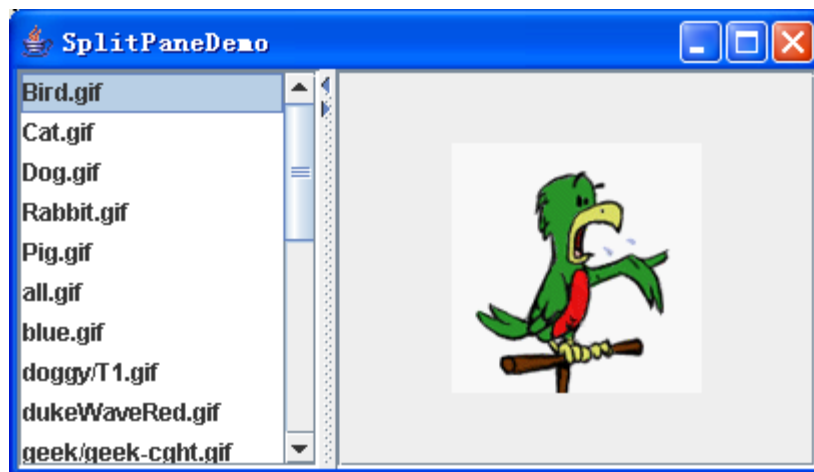 SplitPaneDemo
Bird.gif
Cat.gif
Dog.gif
Rabbit.gif
Pig.gif
all.gif
blue.gif
doggy/T1.gif
dukeWaveRed.gif
geek/geek-cght.gif